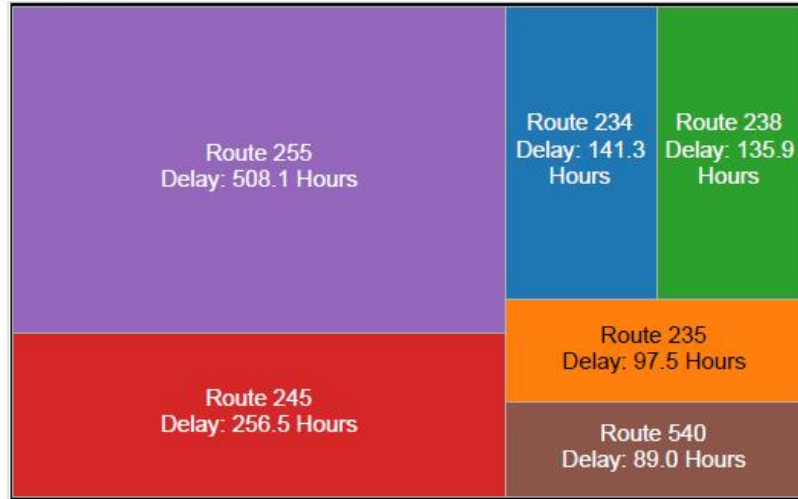 Route 255
Delay: 508.1 Hours
Route 234
Delay: 141.3
Hours
Route 238
Delay: 135.9
Hours
Route 245
Delay: 256.5 Hours
Route 235
Delay: 97.5 Hours
Route 540
Delay: 89.0 Hours